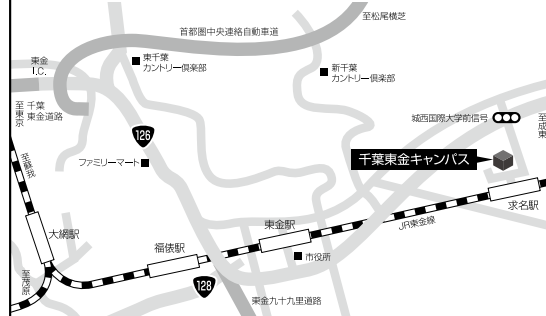 至松尾横芝
首都圏中央連絡自動車道
東金
I.C.
東千葉
カントリー倶楽部
新千葉
カントリー倶楽部
至東京
千葉
東金道路
城西国際大学前信号
至成東
126
ファミリーマート
至蘇我
千葉東金キャンパス
求名駅
大網駅
東金駅
JR東金線
福俵駅
市役所
至茂原
128
東金九十九里道路